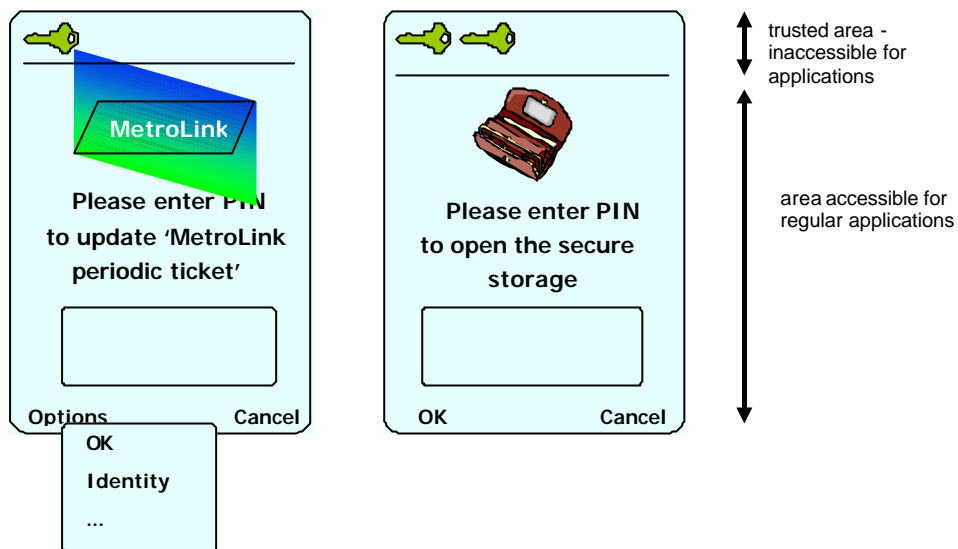 MetroLink
Please enter PIN
to update ‘MetroLink
periodic ticket’
Options Cancel
OK
Identity
...
Please enter PIN
to open the secure
storage
OK Cancel
trusted area -
inaccessible for
applications
area accessible for
regular applications